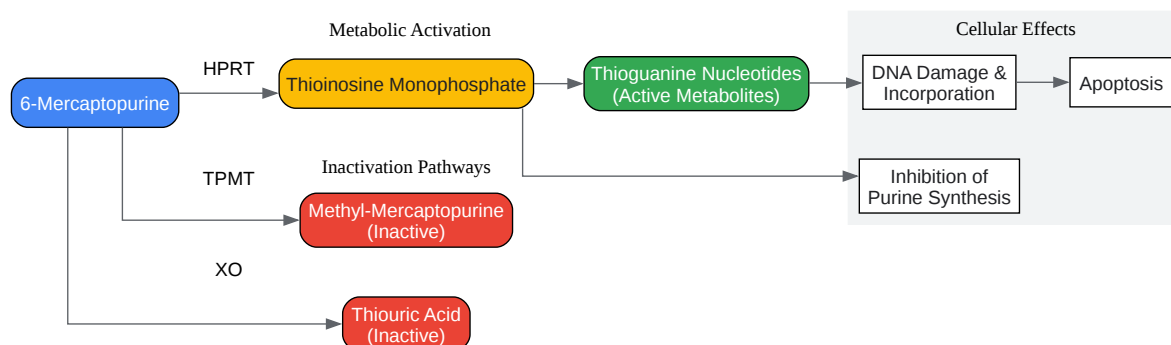 Metabolic Activation
Cellular Effects
HPRT
6-Mercaptopurine
Thioinosine Monophosphate
Thioguanine Nucleotides
(Active Metabolites)
DNA Damage &
Incorporation
Apoptosis
Inactivation Pathways
TPMT
Methyl-Mercaptopurine
(Inactive)
Inhibition of
Purine Synthesis
XO
Thiouric Acid
(Inactive)